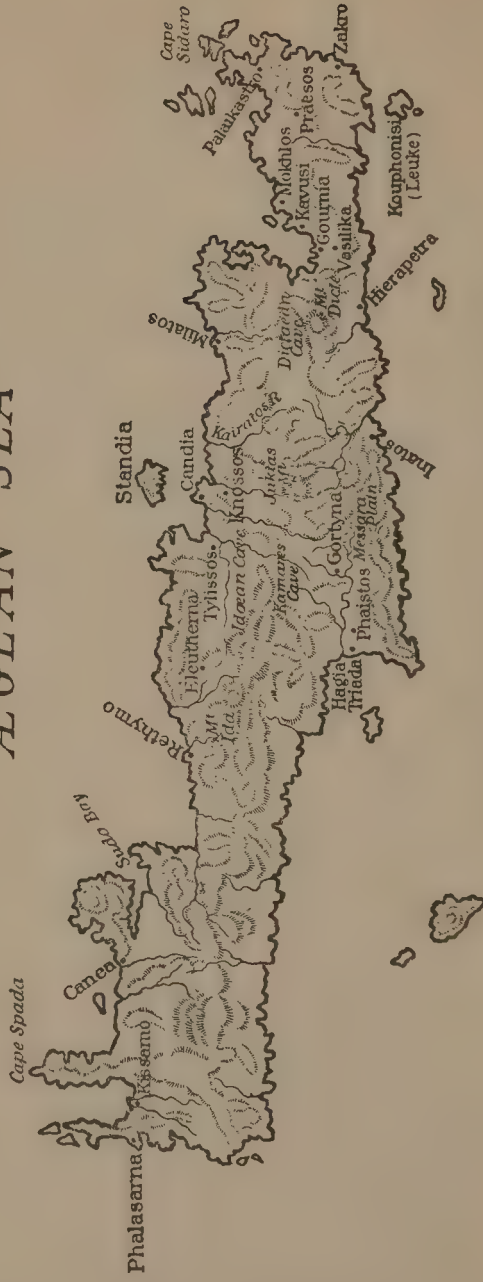 ÆGEAN SEA
Cape Spada
Phalasarna
Kissamo
Canea
Suda Bay
Rethymo
Mt
Ida
Eleutherna
Tylissos
Idœan Cave
Kamares
Cave
Standia
Candia
Knossos
Kairatos R
Juktas
Mt
Gortyna
Messara
Plain
Phaistos
Hagia
Triada
Inatos
Milatos
Dictaean
Cave
Mt
Dicte
Hierapetra
Vasilika
Gournia
Kavusi
Mokhlos
Praesos
Palaikastro
Cape
Sidaro
Zakro
Kouphonisi
(Leuke)